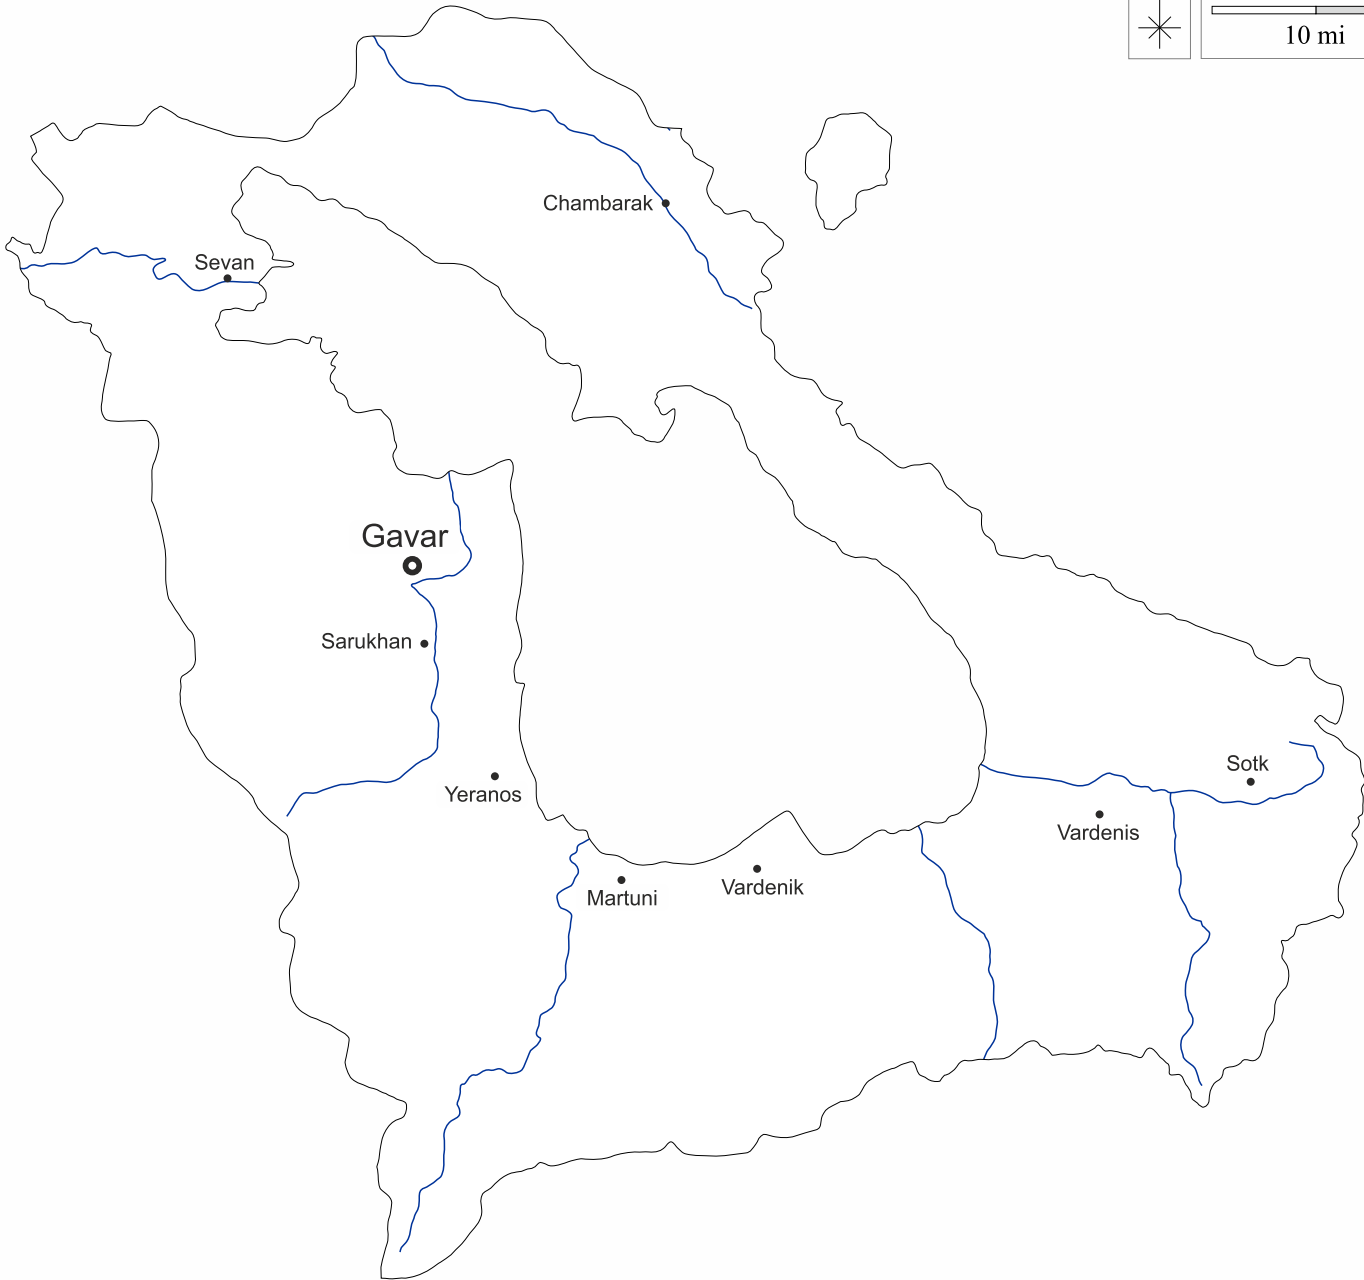 10 mi
Chambarak
Sevan
Gavar
Sarukhan
Yeranos
Sotk
Vardenis
Martuni
Vardenik